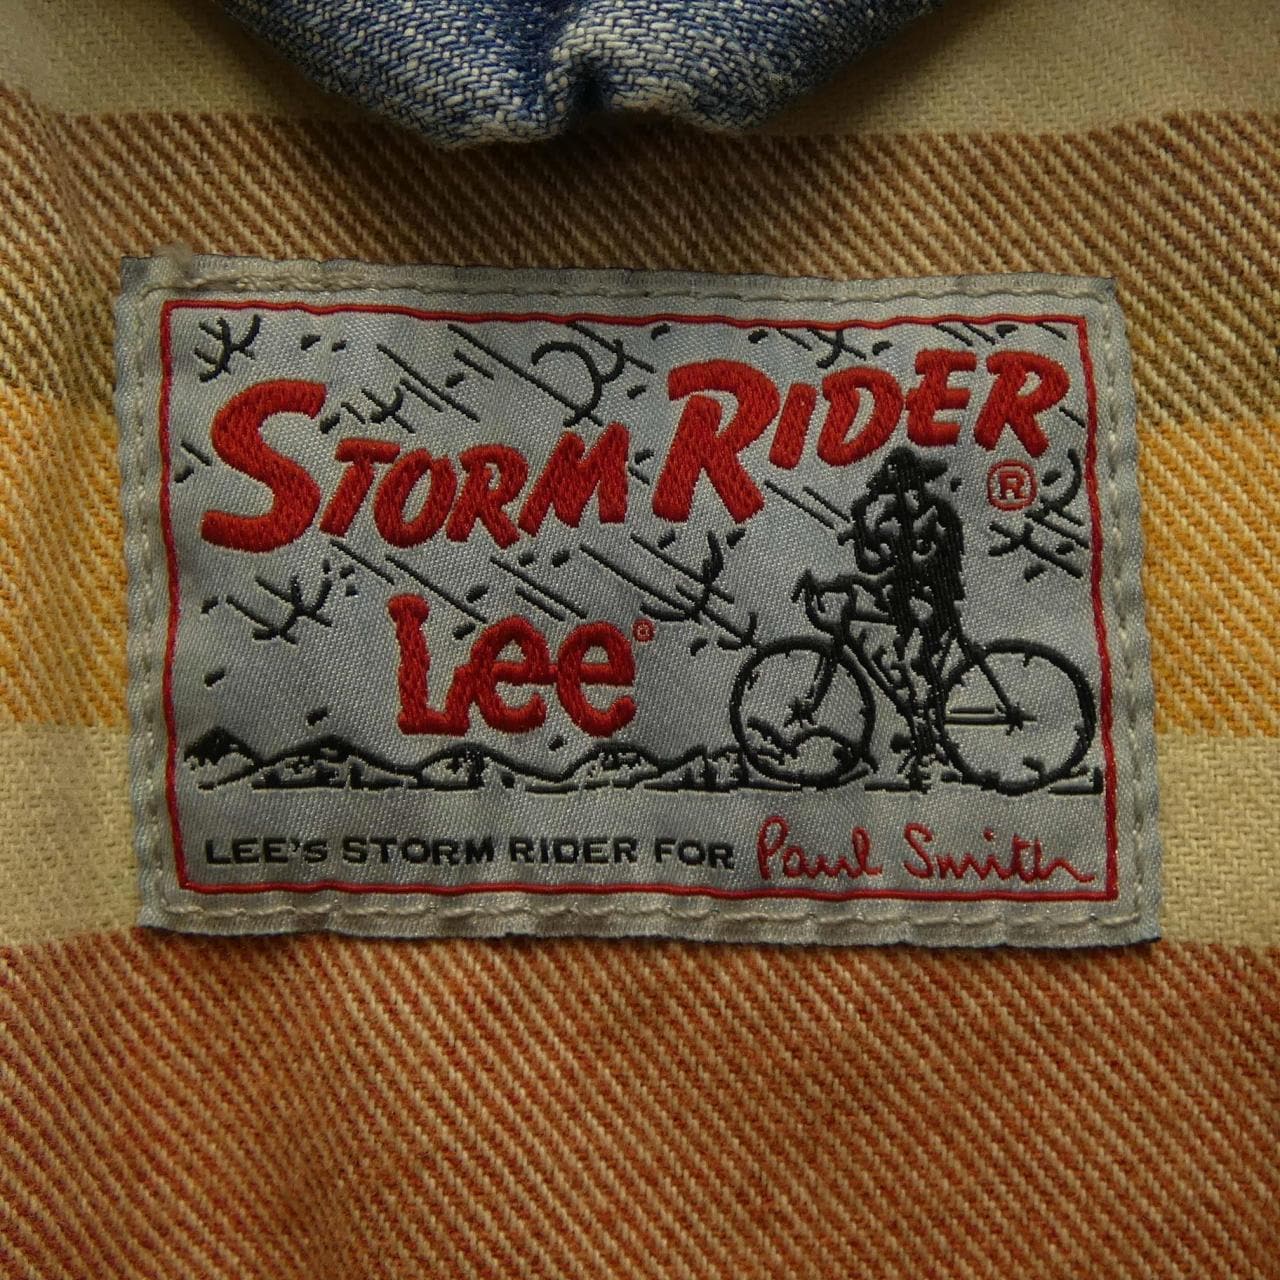 STORM RIDER ®
Lee ®
LEE'S STORM RIDER FOR Paul Smith